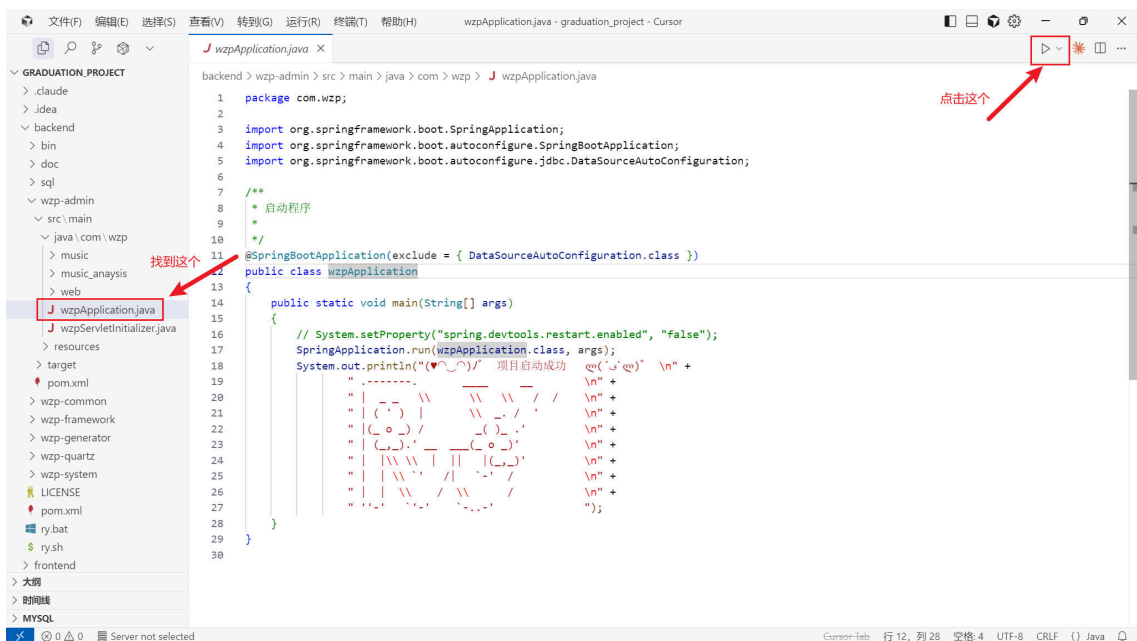 文件(F) 编辑(E) 选择(S) 查看(V) 转到(G) 运行(R) 终端(T) 帮助(H) wzpApplication.java - graduation_project - Cursor
wzpApplication.java
GRADUATION_PROJECT
.claude
.idea
backend
bin
doc
sql
wzp-admin
src\main
java\com\wzp
music
music_anaysis
web
wzpApplication.java
wzpServletInitializer.java
resources
target
pom.xml
wzp-common
wzp-framework
wzp-generator
wzp-quartz
wzp-system
LICENSE
pom.xml
ry.bat
ry.sh
frontend
大纲
时间线
MYSQL
找到这个
点击这个
backend > wzp-admin > src > main > java > com > wzp > J wzpApplication.java
1 package com.wzp;
2
3 import org.springframework.boot.SpringApplication;
4 import org.springframework.boot.autoconfigure.SpringBootApplication;
5 import org.springframework.boot.autoconfigure.jdbc.DataSourceAutoConfiguration;
6
7 /**
8 * 启动程序
9 *
10 */
11 @SpringBootApplication(exclude = { DataSourceAutoConfiguration.class })
12 public class wzpApplication
13 {
14 public static void main(String[] args)
15 {
16 // System.setProperty("spring.devtools.restart.enabled", "false");
17 SpringApplication.run(wzpApplication.class, args);
18 System.out.println("(♥◠‿◠)ノ゙ 项目启动成功 ლ(´ڡ`ლ)゙ \n" +
19 " .-------. ____ __ \n" +
20 " | _ _ \\ \\ \\ / / \n" +
21 " | ( ' ) | \\ _. / ' \n" +
22 " |(_ o _) / _( )_ .' \n" +
23 " | (_,_).' __ ___(_ o _)' \n" +
24 " | |\\ \\ | || |(_,_)' \n" +
25 " | | \\ `' /| `-' / \n" +
26 " | | \\ / \\ / \n" +
27 " ''-' `'-' `-..-' ");
28 }
29 }
30
0 0 Server not selected
Cursor Tab 行 12, 列 28 空格: 4 UTF-8 CRLF {} Java